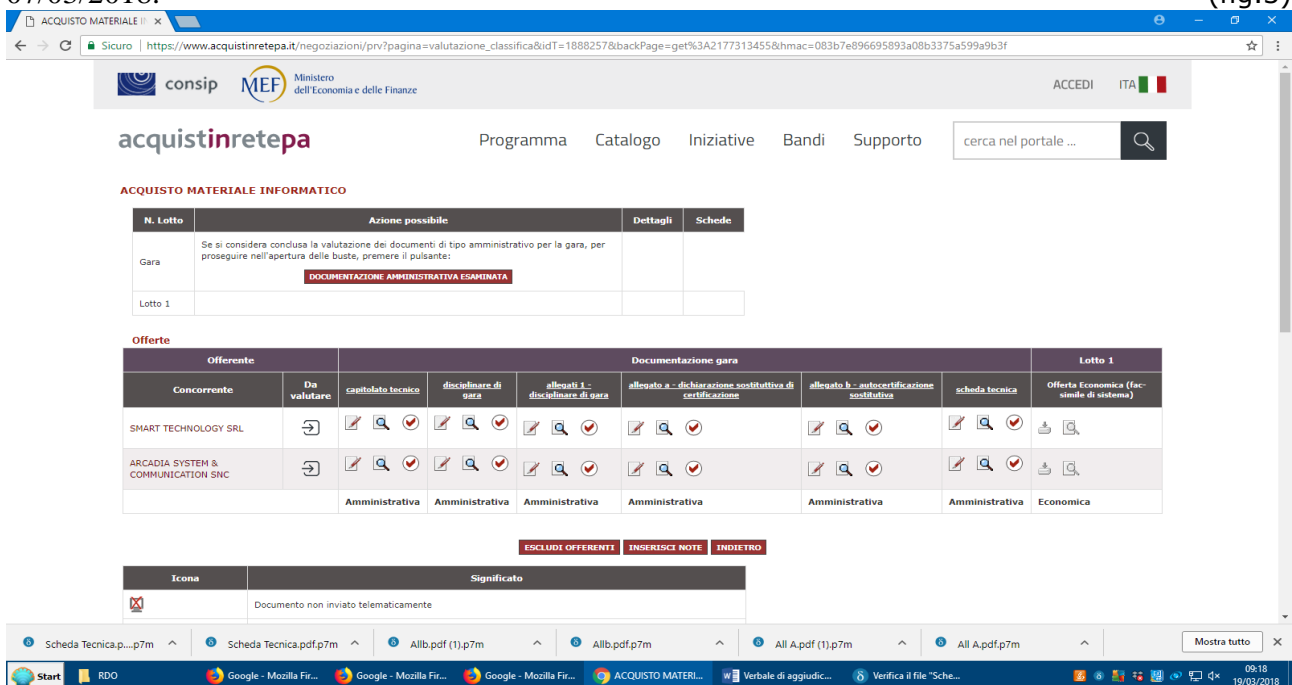 07/03/2018. (fig.3)
ACQUISTO MATERIALE I
Sicuro | https://www.acquistinretepa.it/negoziazioni/prv?pagina=valutazione_classifica&idT=1888257&backPage=get%3A2177313455&hmac=083b7e896695893a08b3375a599a9b3f
consip MEF Ministero dell'Economia e delle Finanze ACCEDI ITA
acquistinretepa Programma Catalogo Iniziative Bandi Supporto cerca nel portale ...
ACQUISTO MATERIALE INFORMATICO
N. Lotto Azione possibile Dettagli Schede
Gara Se si considera conclusa la valutazione dei documenti di tipo amministrativo per la gara, per
proseguire nell'apertura delle buste, premere il pulsante:
DOCUMENTAZIONE AMMINISTRATIVA ESAMINATA
Lotto 1
Offerte
Offerente Documentazione gara Lotto 1
Concorrente Da valutare capitolato tecnico disciplinare di gara allegati 1 - disciplinare di gara allegato a - dichiarazione sostituttiva di certificazione allegato b - autocertificazione sostitutiva scheda tecnica Offerta Economica (fac-simile di sistema)
SMART TECHNOLOGY SRL
ARCADIA SYSTEM &
COMMUNICATION SNC
Amministrativa Amministrativa Amministrativa Amministrativa Amministrativa Amministrativa Economica
ESCLUDI OFFERENTI INSERISCI NOTE INDIETRO
Icona Significato
Documento non inviato telematicamente
Scheda Tecnica.p....p7m Scheda Tecnica.pdf.p7m Allb.pdf (1).p7m Allb.pdf.p7m All A.pdf (1).p7m All A.pdf.p7m Mostra tutto
Start RDO Google - Mozilla Fir... Google - Mozilla Fir... Google - Mozilla Fir... ACQUISTO MATERI... Verbale di aggiudic... Verifica il file "Sche... 09:18
19/03/2018